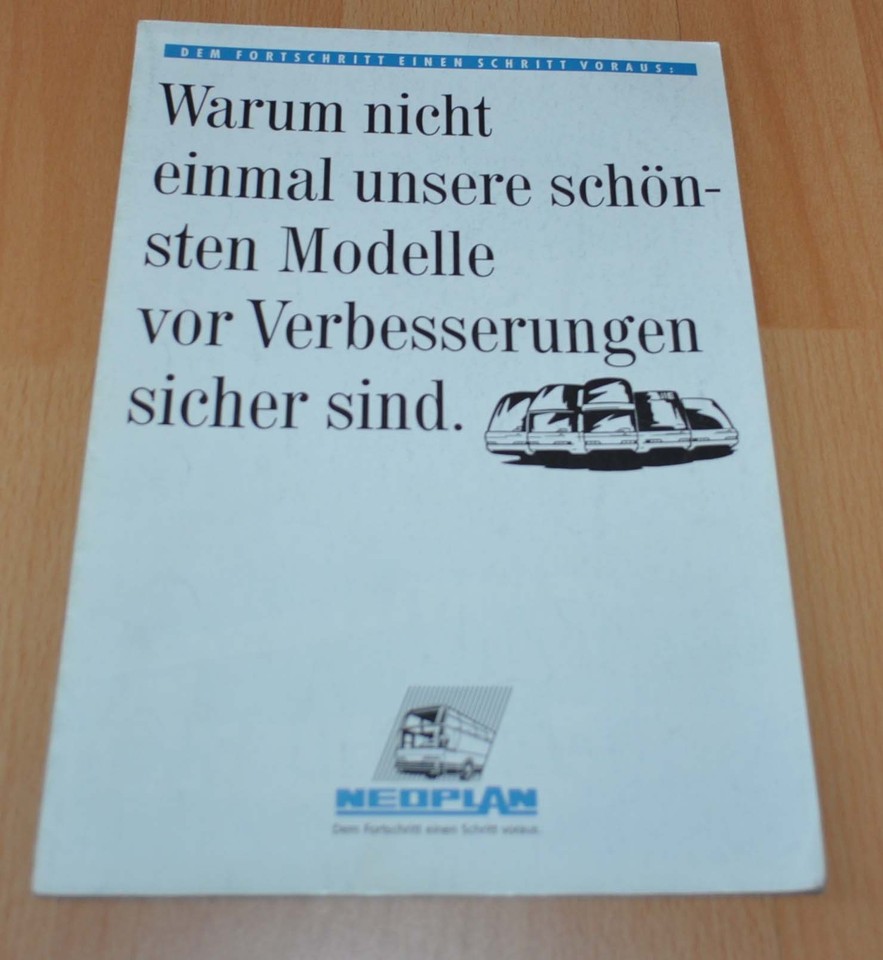 DEM FORTSCHRITT EINEN SCHRITT VORAUS:
Warum nicht
einmal unsere schön-
sten Modelle
vor Verbesserungen
sicher sind.
NEOPLAN
Dem Fortschritt einen Schritt voraus.